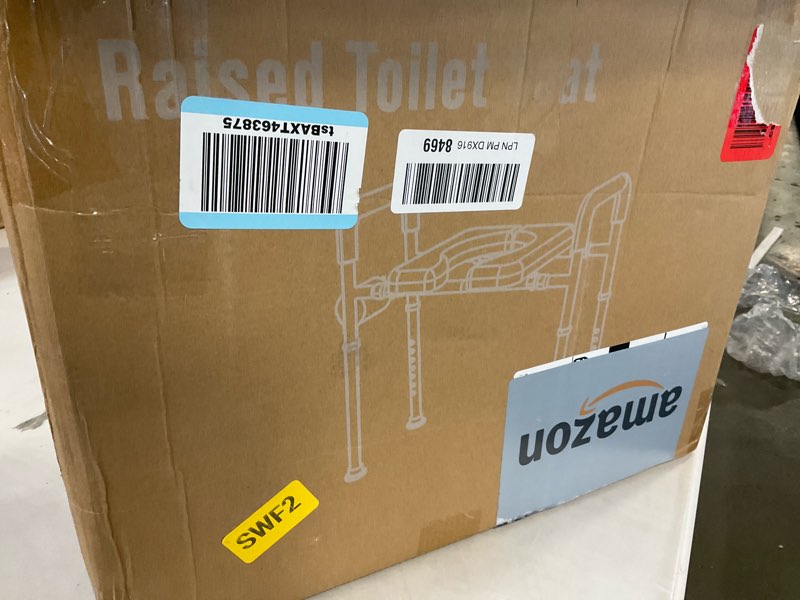 Raised Toilet
tsBAXT463875
LPN PM DX916 8469
amazon
SWF2